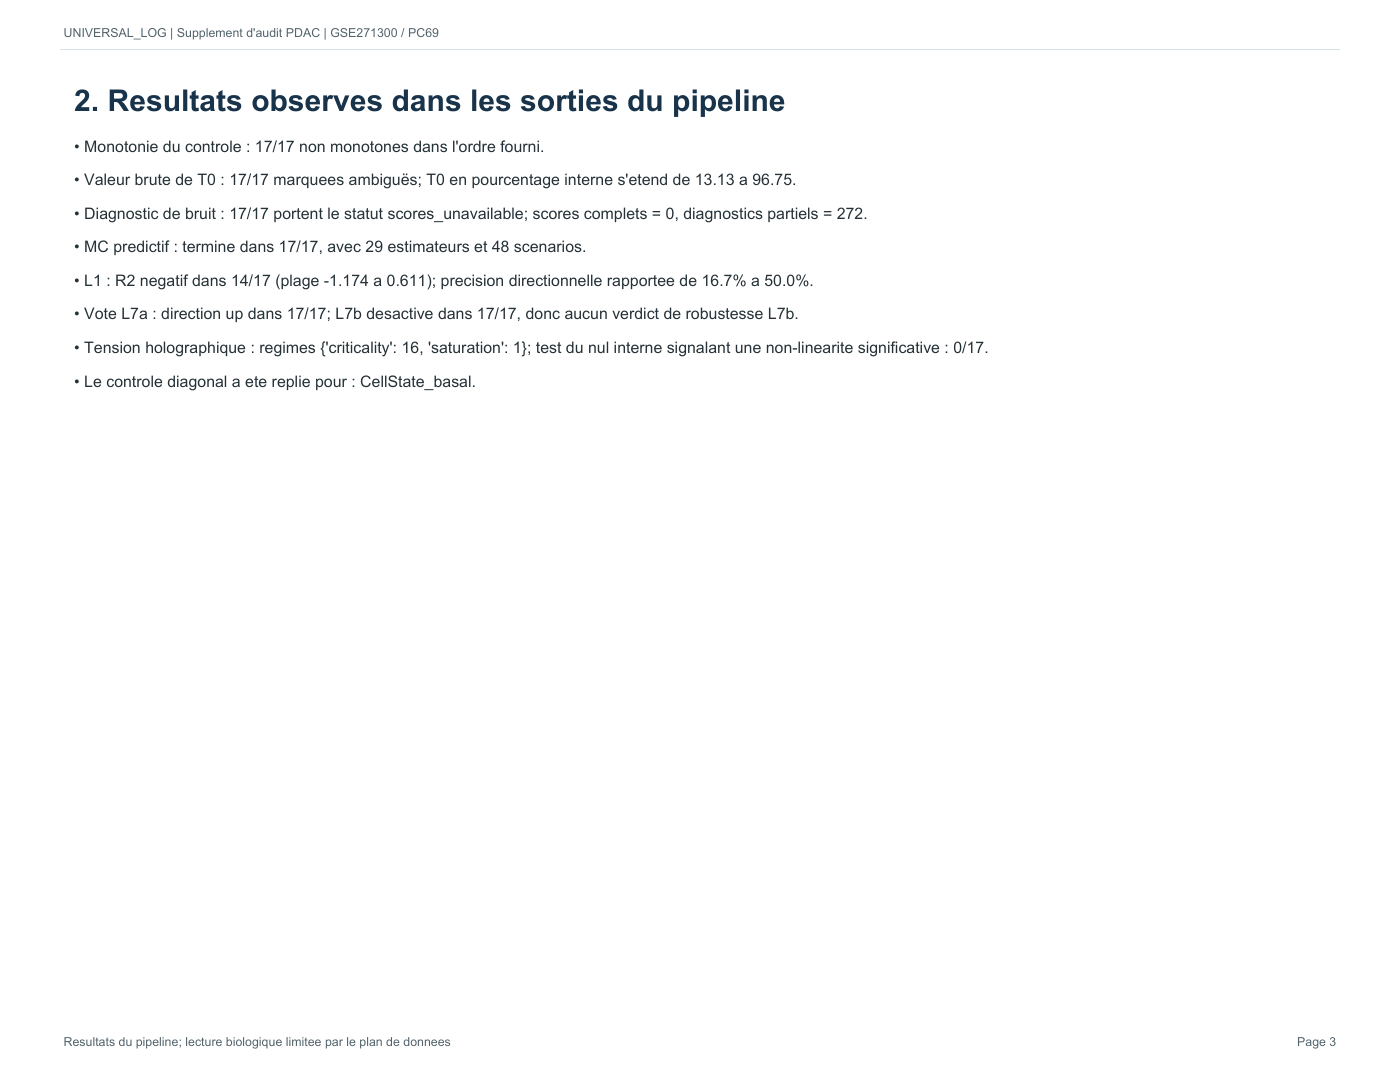 UNIVERSAL_LOG | Supplement d'audit PDAC | GSE271300 / PC69
2. Resultats observes dans les sorties du pipeline
• Monotonie du controle : 17/17 non monotones dans l'ordre fourni.
• Valeur brute de T0 : 17/17 marquees ambiguës; T0 en pourcentage interne s'etend de 13.13 a 96.75.
• Diagnostic de bruit : 17/17 portent le statut scores_unavailable; scores complets = 0, diagnostics partiels = 272.
• MC predictif : termine dans 17/17, avec 29 estimateurs et 48 scenarios.
• L1 : R2 negatif dans 14/17 (plage -1.174 a 0.611); precision directionnelle rapportee de 16.7% a 50.0%.
• Vote L7a : direction up dans 17/17; L7b desactive dans 17/17, donc aucun verdict de robustesse L7b.
• Tension holographique : regimes {'criticality': 16, 'saturation': 1}; test du nul interne signalant une non-linearite significative : 0/17.
• Le controle diagonal a ete replie pour : CellState_basal.
Resultats du pipeline; lecture biologique limitee par le plan de donnees
Page 3